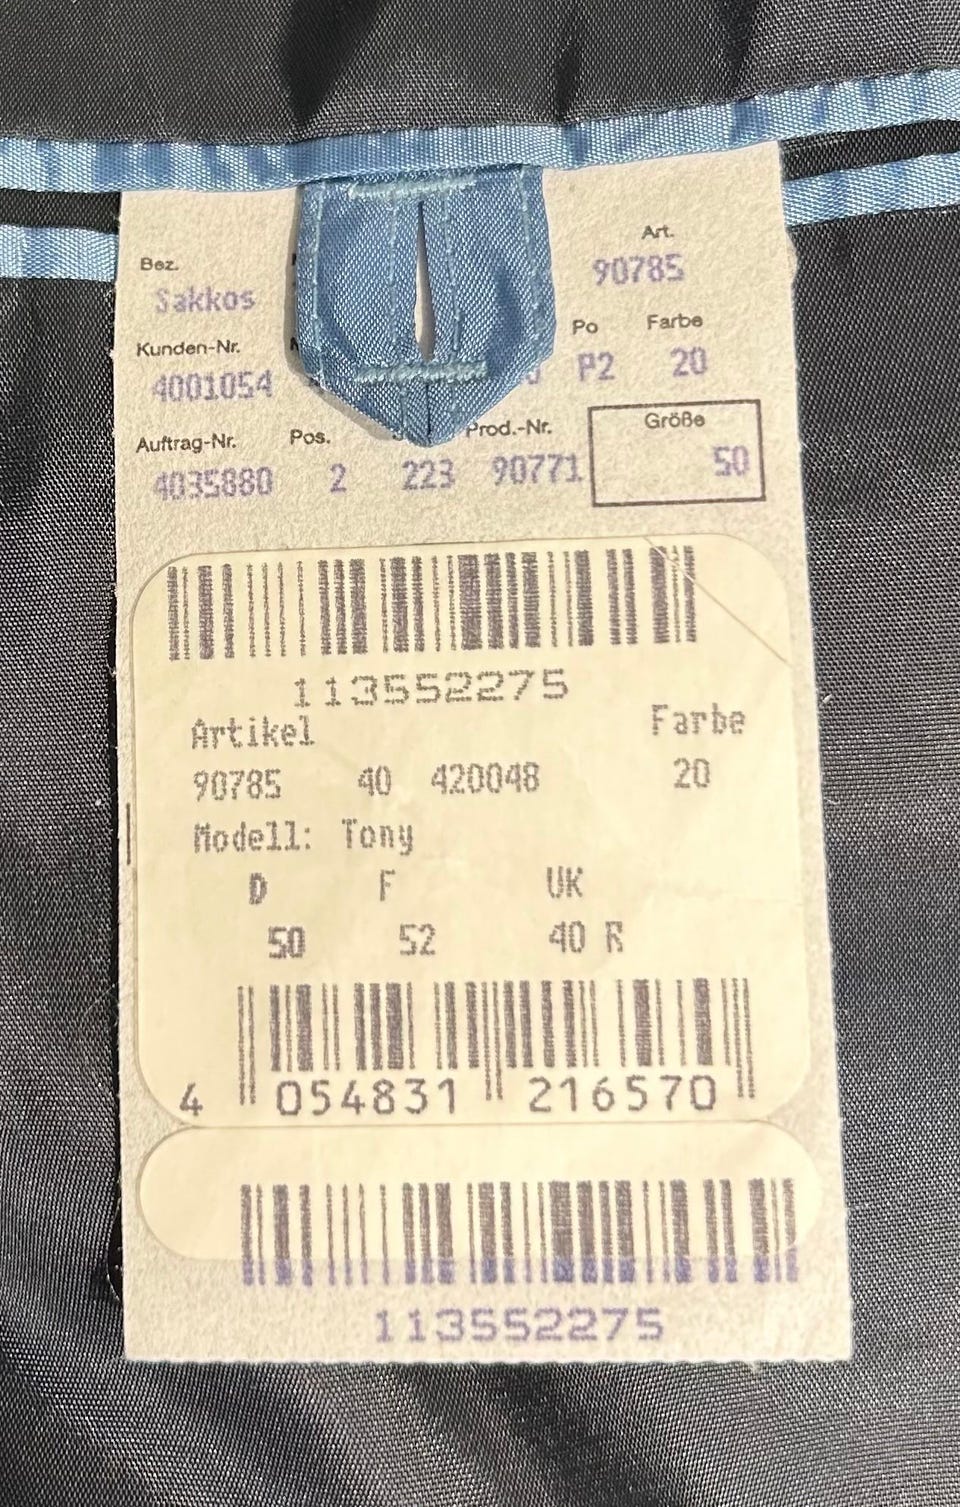 Art.
Bez. 90785
Sakkos
Po Farbe
Kunden-Nr. P2 20
4001054
Auftrag-Nr. Pos. Prod.-Nr. Größe
4035880 2 223 90771 50
113552275
Artikel Farbe
90785 40 420048 20
Modell: Tony
D F UK
50 52 40 R
4 054831 216570
113552275